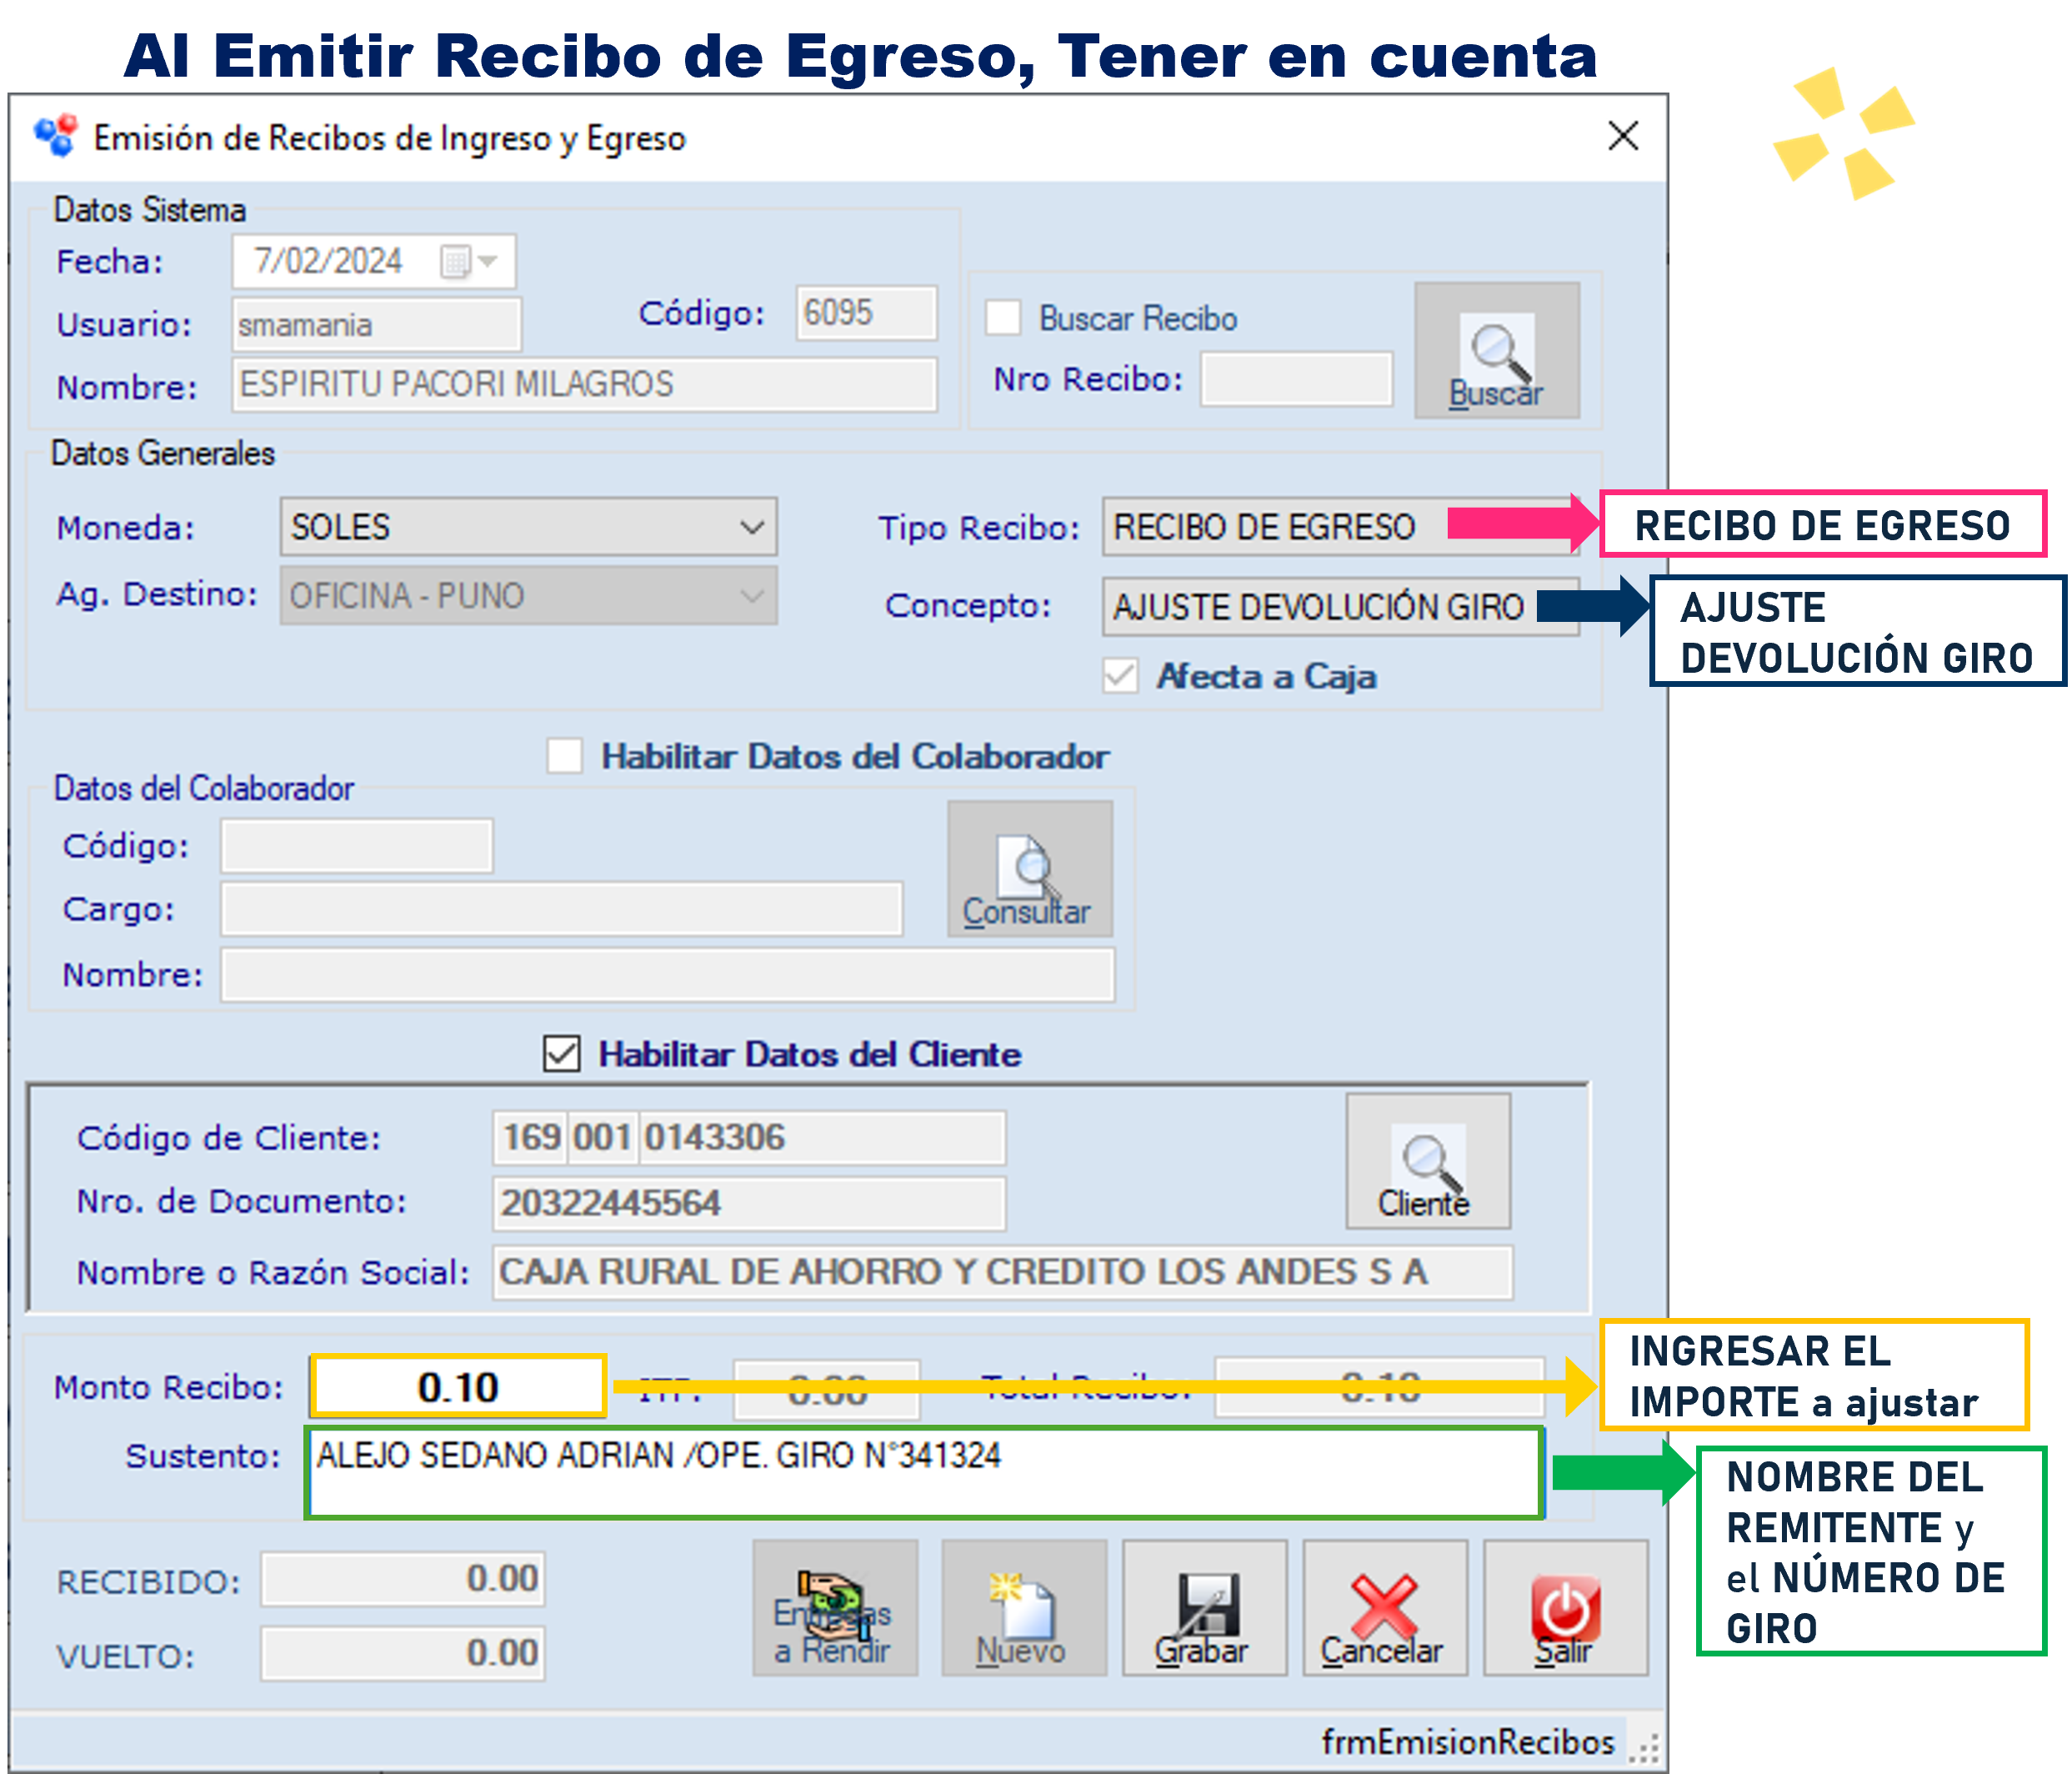 Al Emitir Recibo de Egreso, Tener en cuenta
Emisión de Recibos de Ingreso y Egreso
Datos Sistema
Fecha: 7/02/2024
Usuario: smamania Código: 6095
Nombre: ESPIRITU PACORI MILAGROS
Buscar Recibo
Nro Recibo:
Buscar
Datos Generales
Moneda: SOLES
Tipo Recibo: RECIBO DE EGRESO
RECIBO DE EGRESO
Ag. Destino: OFICINA - PUNO
Concepto: AJUSTE DEVOLUCIÓN GIRO
AJUSTE
DEVOLUCIÓN GIRO
Afecta a Caja
Habilitar Datos del Colaborador
Datos del Colaborador
Código:
Cargo:
Nombre:
Consultar
Habilitar Datos del Cliente
Código de Cliente: 169 001 0143306
Nro. de Documento: 20322445564
Nombre o Razón Social: CAJA RURAL DE AHORRO Y CREDITO LOS ANDES S A
Cliente
Monto Recibo: 0.10 ITF: 0.00 Total Recibo: 0.10
INGRESAR EL
IMPORTE a ajustar
Sustento: ALEJO SEDANO ADRIAN /OPE. GIRO N°341324
NOMBRE DEL
REMITENTE y
el NÚMERO DE
GIRO
RECIBIDO: 0.00
VUELTO: 0.00
Entregas
a Rendir
Nuevo
Grabar
Cancelar
Salir
frmEmisionRecibos